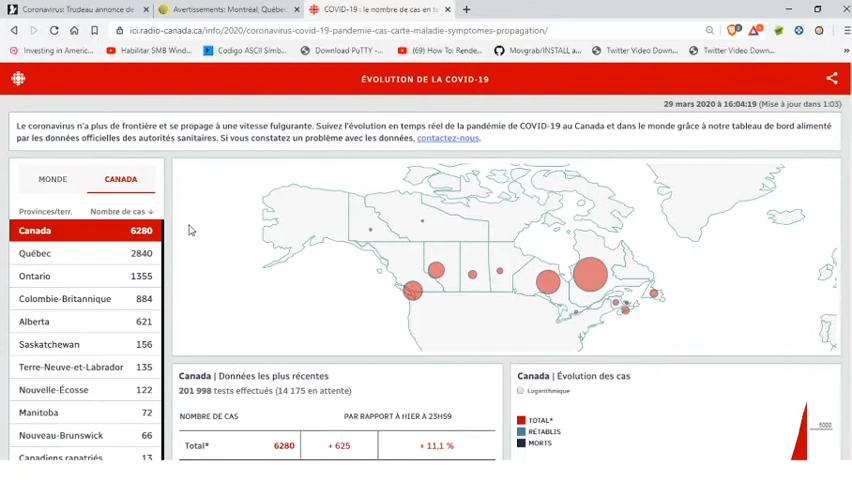 Coronavirus: Trudeau annonce de
Avertissements: Montréal, Québec
COVID-19 : le nombre de cas en te
ici.radio-canada.ca/info/2020/coronavirus-covid-19-pandemie-cas-carte-maladie-symptomes-propagation/
Investing in Americ...
Habilitar SMB Wind...
Codigo ASCII Símb...
Download PuTTY -...
(69) How To: Rende...
Movgrab/INSTALL a...
Twitter Video Down...
Twitter Video Down...
ÉVOLUTION DE LA COVID-19
29 mars 2020 à 16:04:19 (Mise à jour dans 1:03)
Le coronavirus n'a plus de frontière et se propage à une vitesse fulgurante. Suivez l'évolution en temps réel de la pandémie de COVID-19 au Canada et dans le monde grâce à notre tableau de bord alimenté
par les données officielles des autorités sanitaires. Si vous constatez un problème avec les données, contactez-nous.
MONDE CANADA
Provinces/terr. Nombre de cas ↓
Canada 6280
Québec 2840
Ontario 1355
Colombie-Britannique 884
Alberta 621
Saskatchewan 156
Terre-Neuve-et-Labrador 135
Nouvelle-Écosse 122
Manitoba 72
Nouveau-Brunswick 66
Canadiens rapatriés 13
Canada | Données les plus récentes
201 998 tests effectués (14 175 en attente)
NOMBRE DE CAS PAR RAPPORT À HIER À 23H59
Total* 6280 + 625 + 11,1 %
Canada | Évolution des cas
Logarithmique
TOTAL*
RÉTABLIS
MORTS
5000